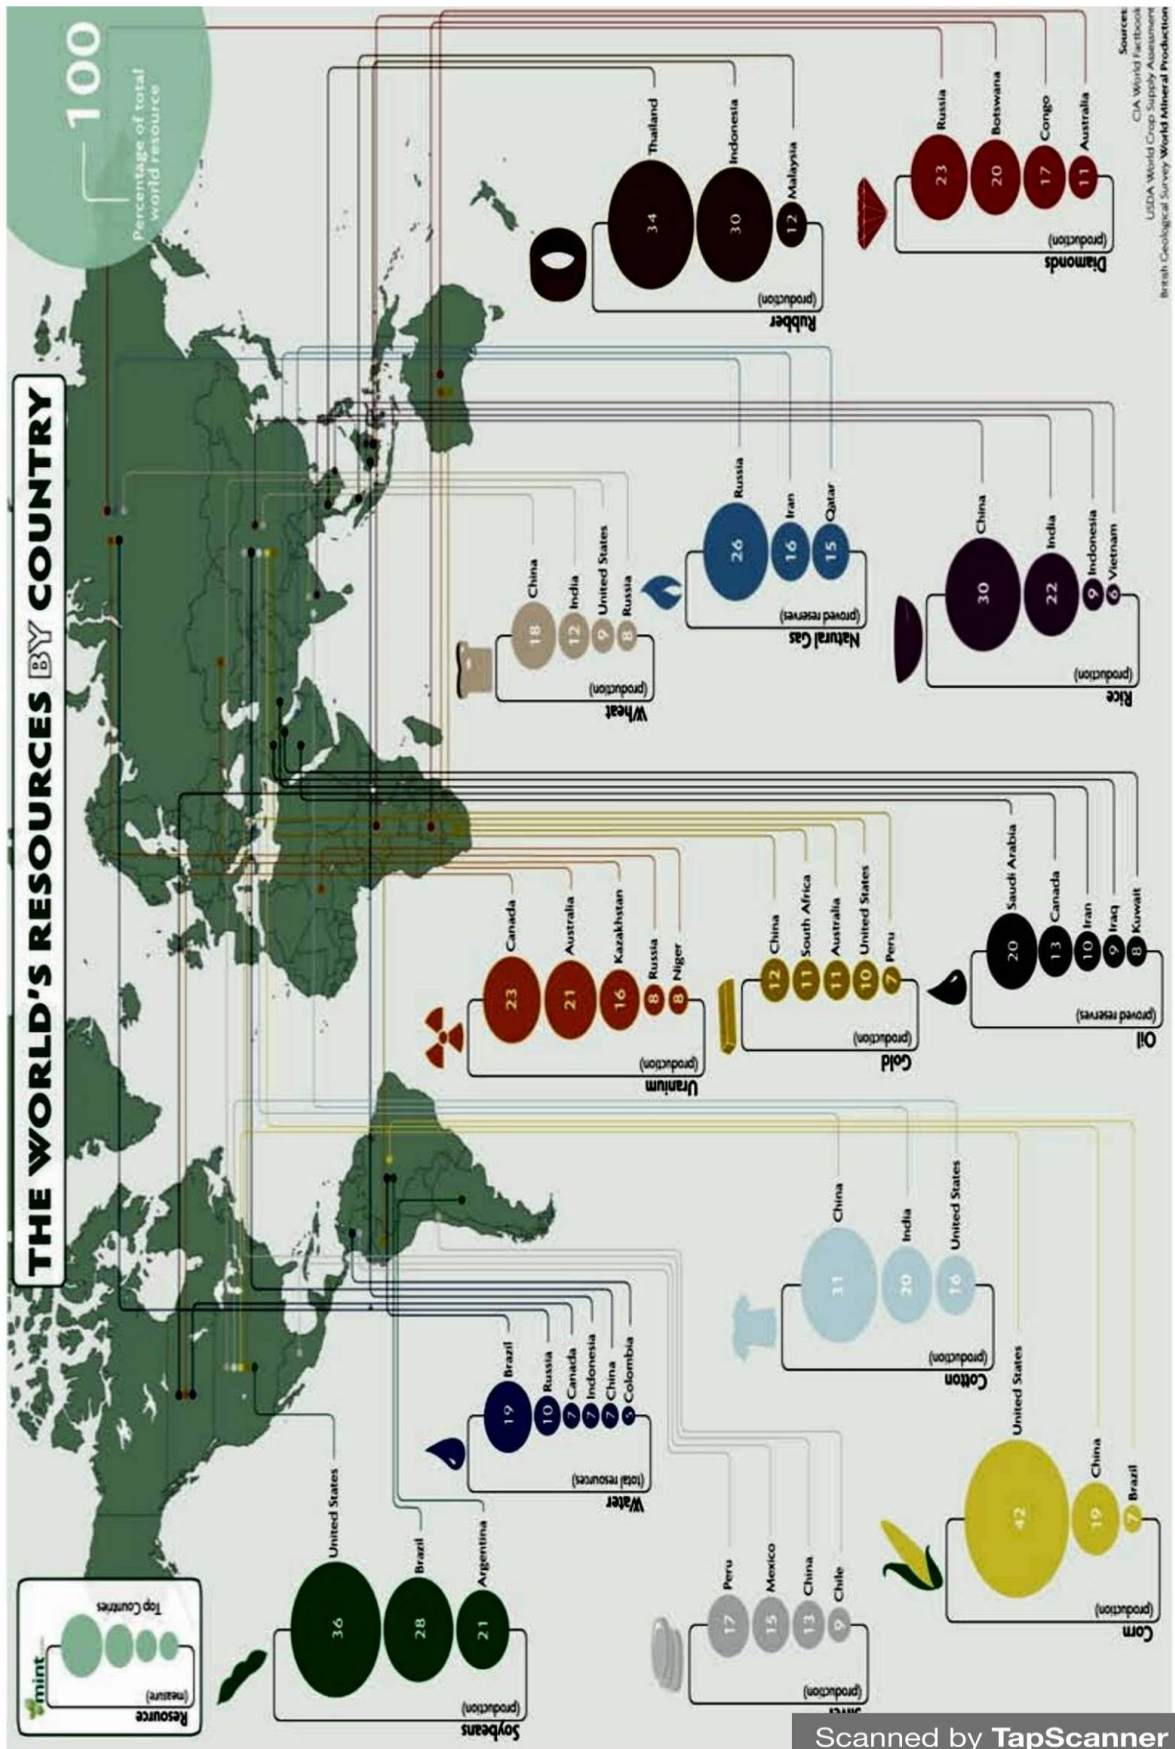 THE WORLD'S RESOURCES BY COUNTRY
100
Percentage of total
world resource
mint
Top Countries
(measure)
Resource
36
28
21
United States
Brazil
Argentina
(production)
Soybeans
19
10
7
7
7
5
Brazil
Russia
Canada
Indonesia
China
Colombia
(total resources)
Water
23
21
16
8
8
Canada
Australia
Kazakhstan
Russia
Niger
(production)
Uranium
18
12
9
8
China
India
United States
Russia
(production)
Wheat
34
30
12
Thailand
Indonesia
Malaysia
(production)
Rubber
17
15
13
9
Peru
Mexico
China
Chile
(production)
31
20
16
China
India
United States
(production)
Cotton
12
11
11
10
7
China
South Africa
Australia
United States
Peru
(production)
Gold
26
16
15
Russia
Iran
Qatar
(proved reserves)
Natural Gas
23
20
17
11
Russia
Botswana
Congo
Australia
(production)
Diamonds
42
19
7
United States
China
Brazil
(production)
Corn
20
13
10
9
8
Saudi Arabia
Canada
Iran
Iraq
Kuwait
(proved reserves)
Oil
30
22
9
6
China
India
Indonesia
Vietnam
(production)
Rice
Sources:
CIA World Factbook
USDA World Crop Supply Assessment
British Geological Survey World Mineral Production
Scanned by TapScanner